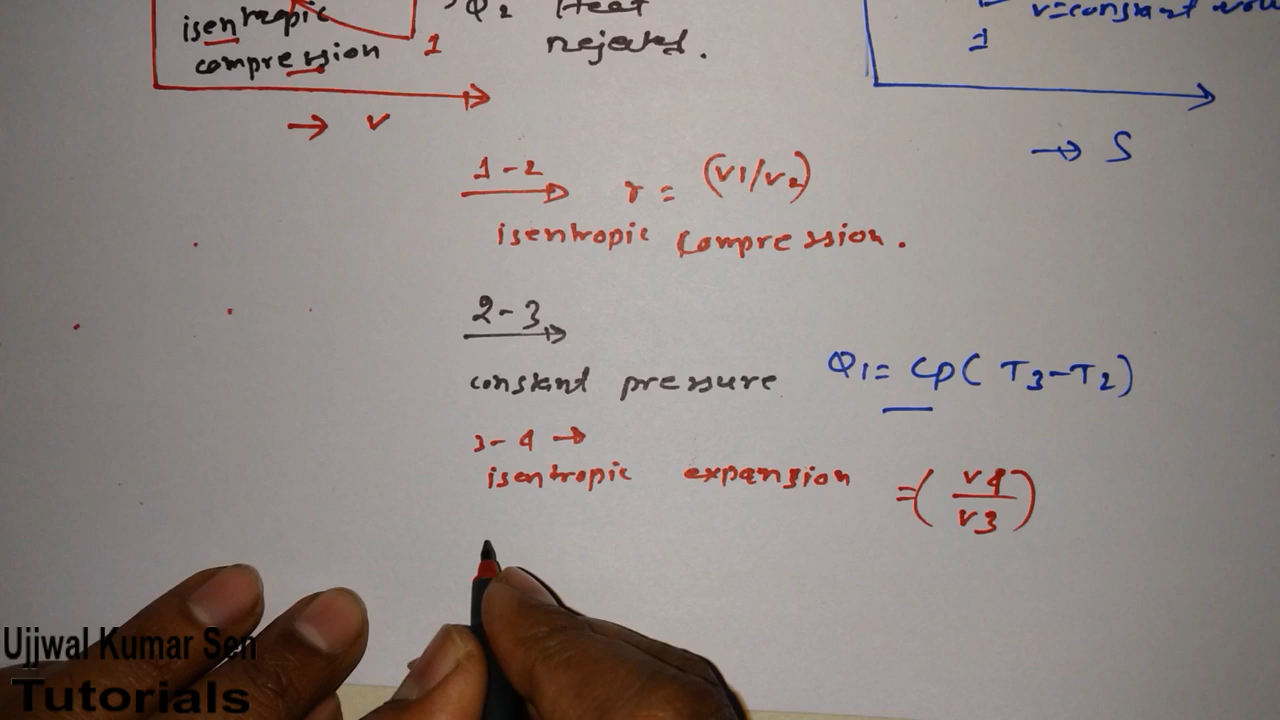 isentropic
compression
1
Q2 Heat
rejected.
→ v
v=constant
1
→ S
1-2
r = (v1/v2)
isentropic compression.
2-3
constant pressure Q1= Cp( T3-T2)
3-4 →
isentropic expansion =( v4
v3 )
Ujjwal Kumar Sen
Tutorials